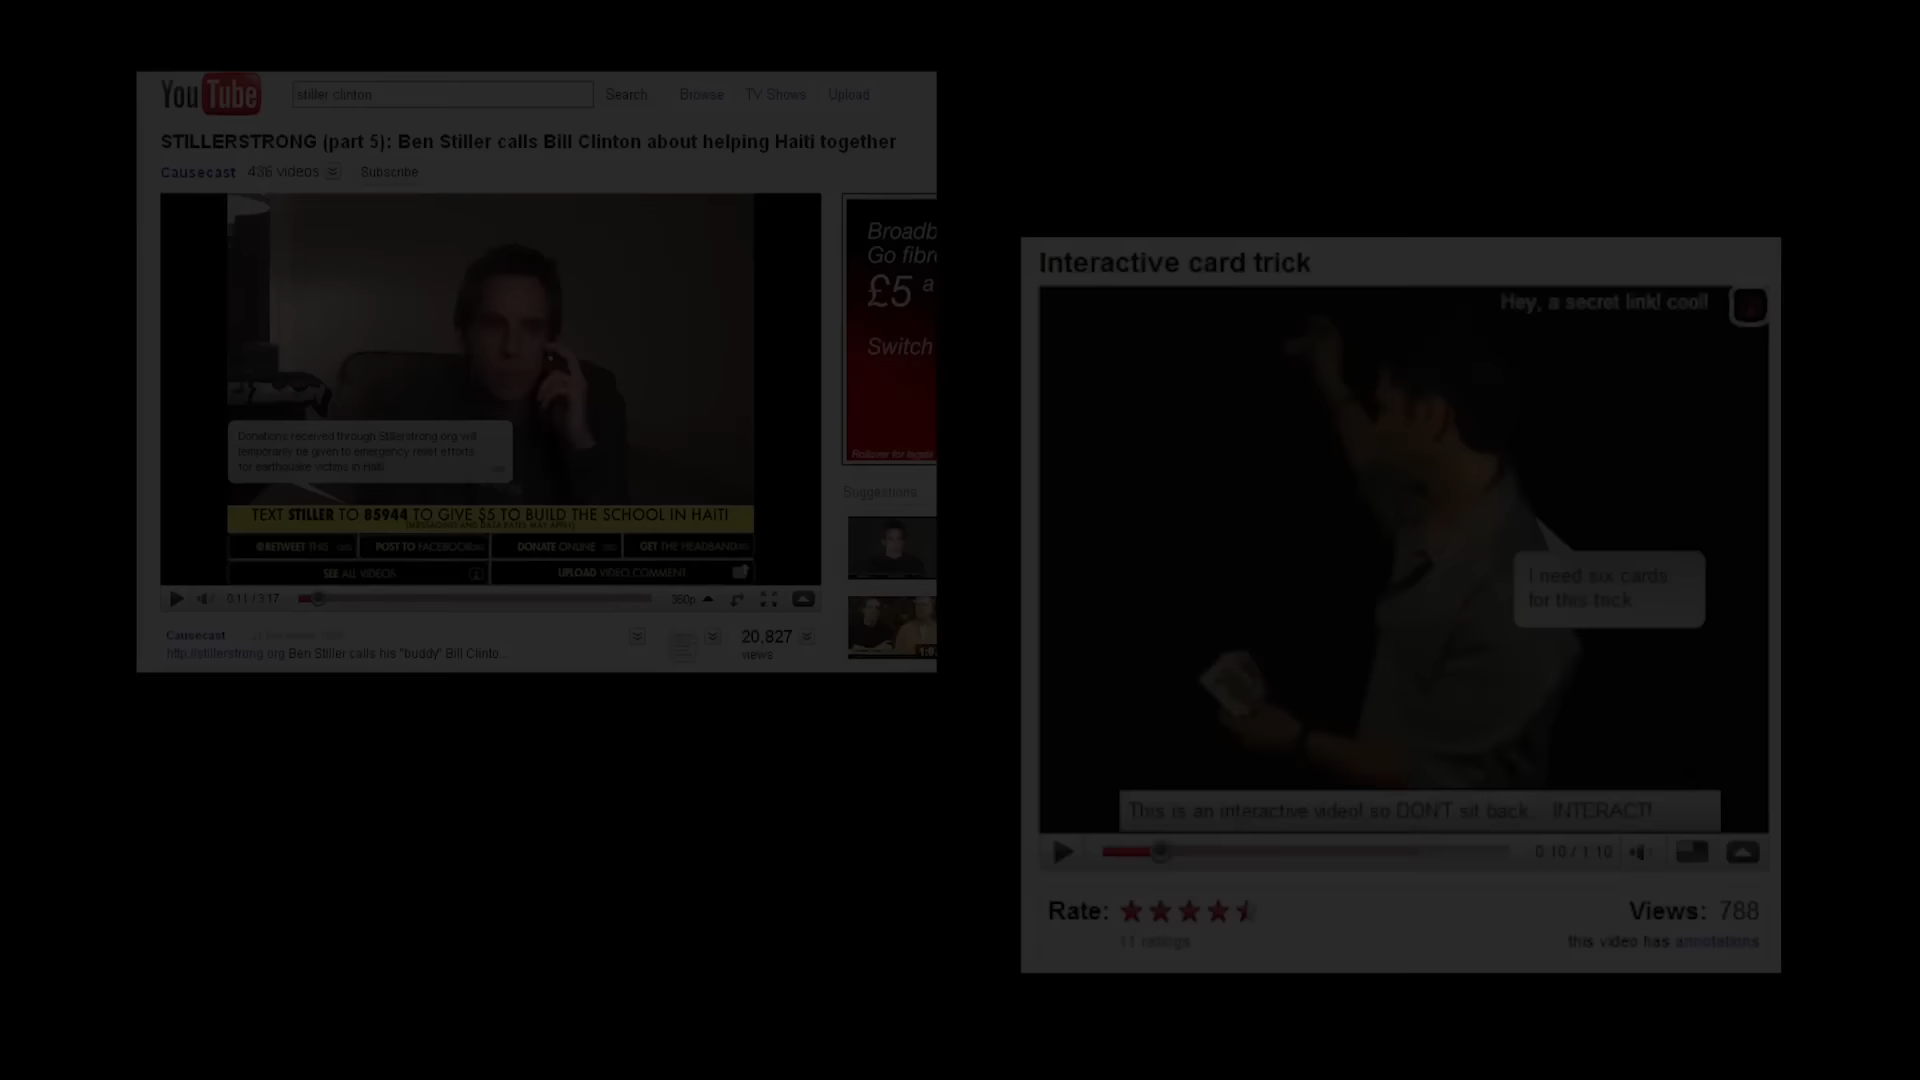 YouTube
stiller clinton
Search
Browse
TV Shows
Upload
STILLERSTRONG (part 5): Ben Stiller calls Bill Clinton about helping Haiti together
Causecast 436 videos Subscribe
Broadb
Go fibr
£5 a
Switch
Donations received through Stillerstrong.org will
temporarily be given to emergency relief efforts
for earthquake victims in Haiti
TEXT STILLER TO 85944 TO GIVE $5 TO BUILD THE SCHOOL IN HAITI
(MESSAGING AND DATA RATES MAY APPLY)
@RETWEET THIS
POST TO FACEBOOK
DONATE ONLINE
GET THE HEADBAND
SEE ALL VIDEOS
UPLOAD VIDEO COMMENT
Suggestions
0:11 / 3:17
360p
Causecast
20,827
views
http://stillerstrong.org Ben Stiller calls his "buddy" Bill Clinto...
Interactive card trick
Hey, a secret link! cool!
I need six cards
for this trick
This is an interactive video! so DON'T sit back... INTERACT!
0:10 / 1:10
Rate:
11 ratings
Views: 788
this video has annotations